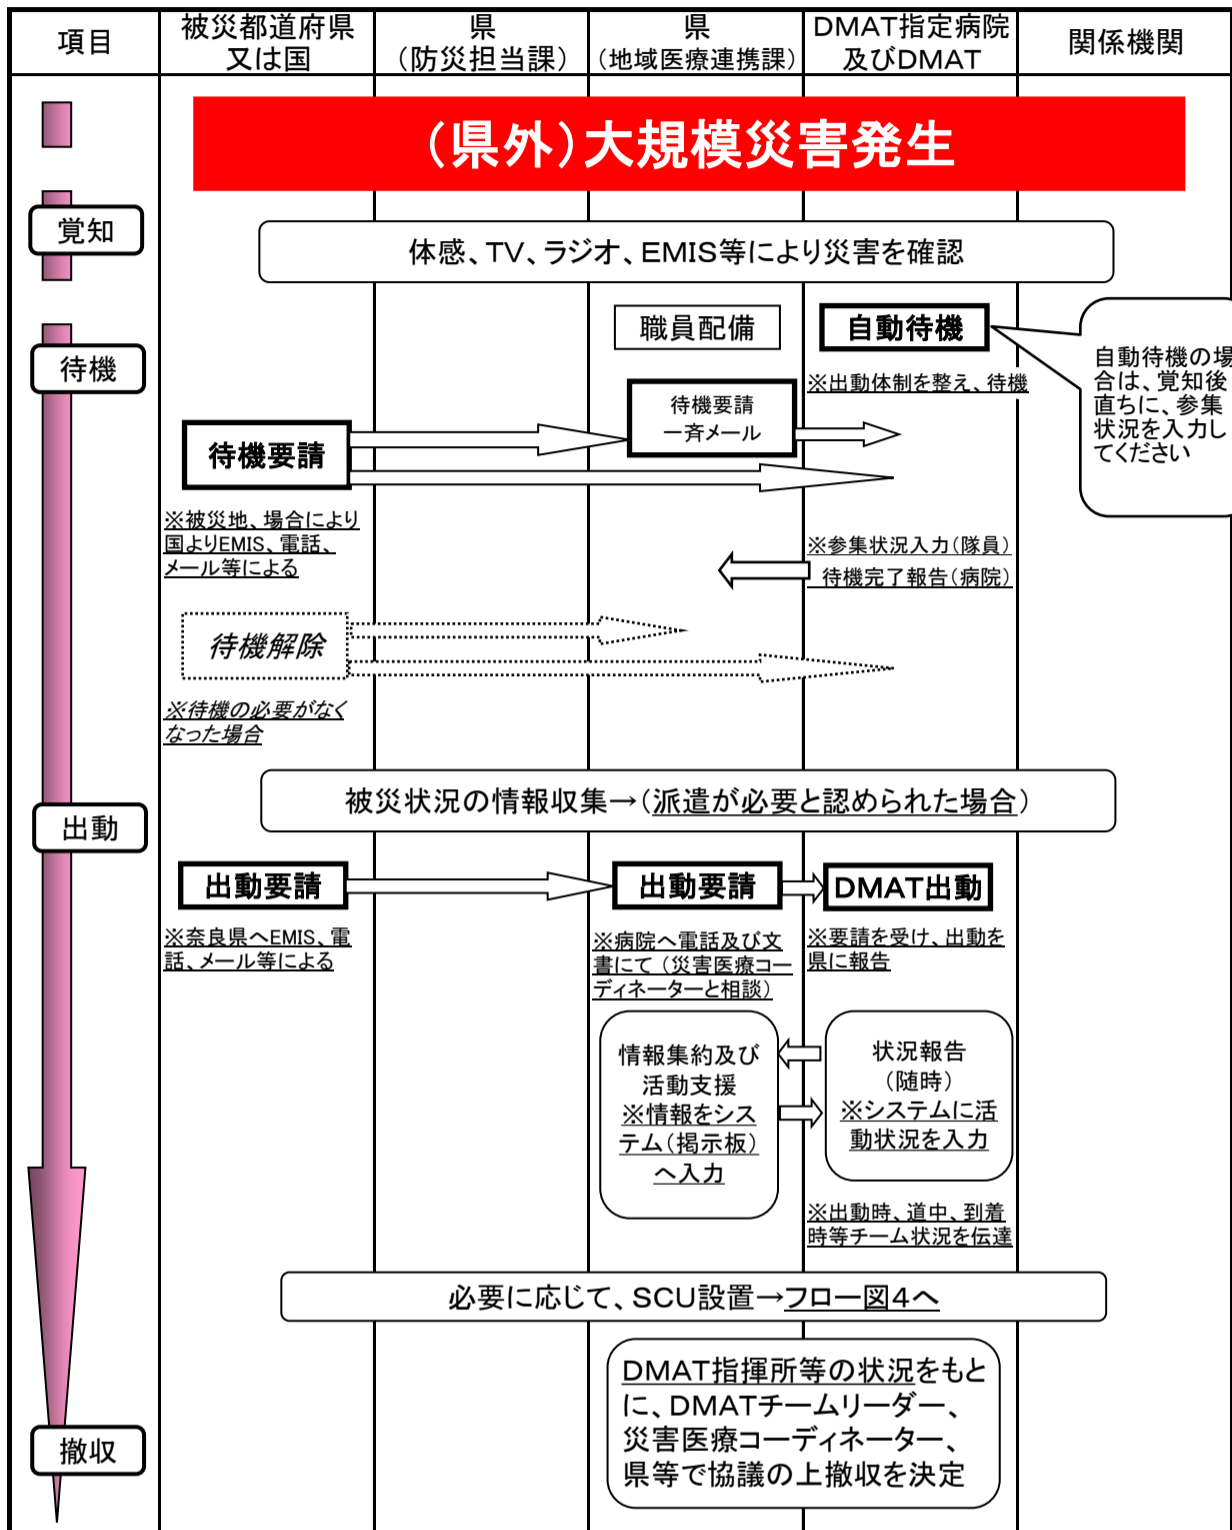 項目
被災都道府県
又は国
県
（防災担当課）
県
（地域医療連携課）
DMAT指定病院
及びDMAT
関係機関
（県外）大規模災害発生
覚知
体感、TV、ラジオ、EMIS等により災害を確認
待機
職員配備
自動待機
※出動体制を整え、待機
自動待機の場
合は、覚知後
直ちに、参集
状況を入力し
てください
待機要請
一斉メール
待機要請
※被災地、場合により
国よりEMIS、電話、
メール等による
※参集状況入力（隊員）
待機完了報告（病院）
待機解除
※待機の必要がなく
なった場合
被災状況の情報収集→（派遣が必要と認められた場合）
出動
出動要請
出動要請
DMAT出動
※奈良県へEMIS、電
話、メール等による
※病院へ電話及び文
書にて（災害医療コー
ディネーターと相談）
※要請を受け、出動を
県に報告
情報集約及び
活動支援
※情報をシス
テム（掲示板）
へ入力
状況報告
（随時）
※システムに活
動状況を入力
※出動時、道中、到着
時等チーム状況を伝達
必要に応じて、SCU設置→フロー図４へ
DMAT指揮所等の状況をもと
に、DMATチームリーダー、
災害医療コーディネーター、
県等で協議の上撤収を決定
撤収